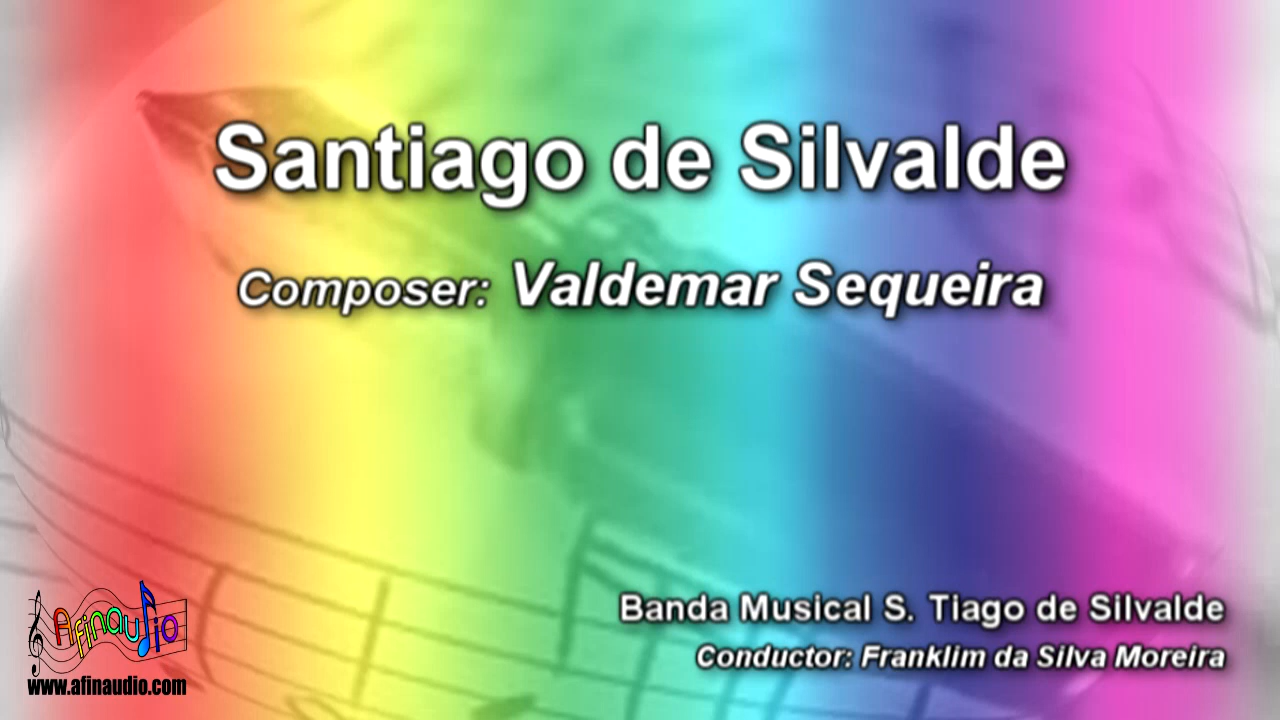 Santiago de Silvalde
Composer: Valdemar Sequeira
Banda Musical S. Tiago de Silvalde
Conductor: Franklim da Silva Moreira
Afinaudio
www.afinaudio.com